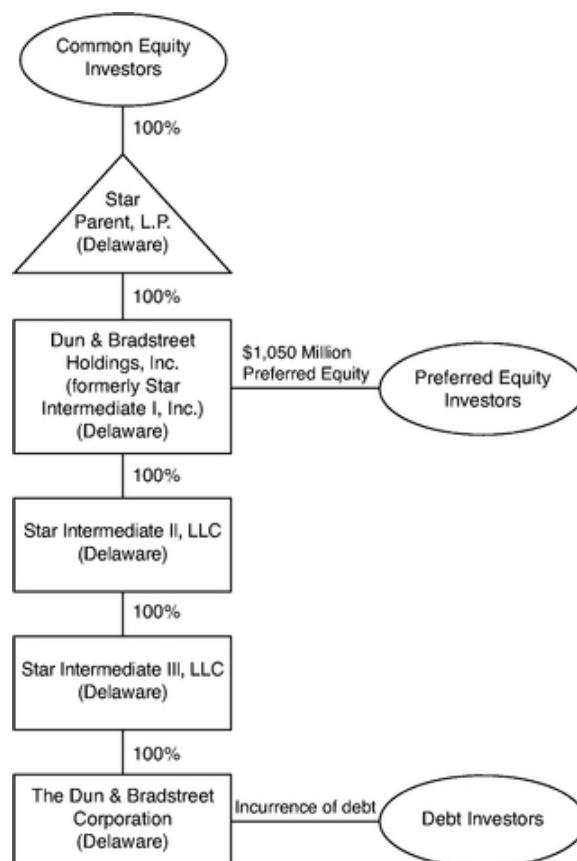 Common Equity
Investors
100%
Star
Parent, L.P.
(Delaware)
100%
Dun & Bradstreet
Holdings, Inc.
(formerly Star
Intermediate I, Inc.)
(Delaware)
$1,050 Million
Preferred Equity
Preferred Equity
Investors
100%
Star Intermediate II, LLC
(Delaware)
100%
Star Intermediate III, LLC
(Delaware)
100%
The Dun & Bradstreet
Corporation
(Delaware)
Incurrence of debt
Debt Investors